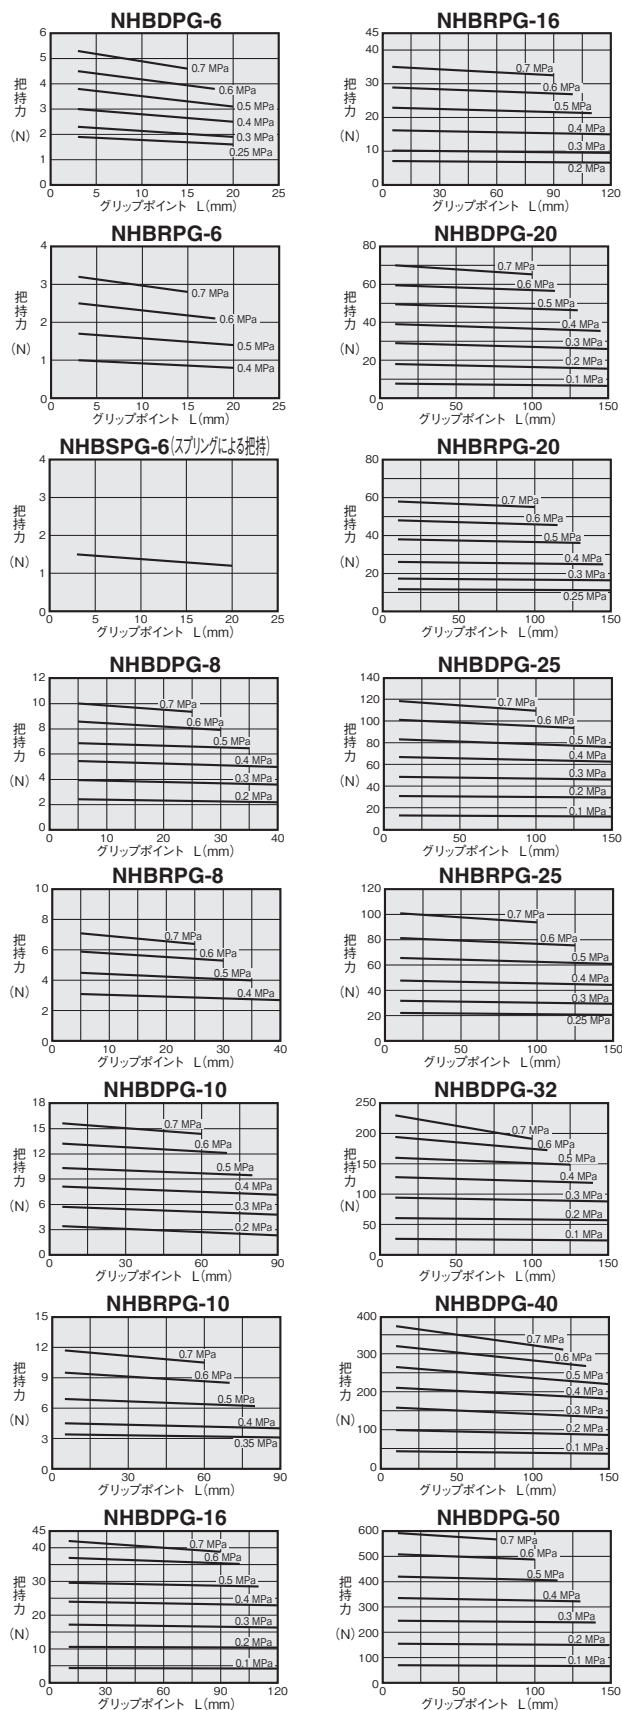 NHBDPG-6
6
5
4
3
2
1
0
把持力
(N)
0.7 MPa
0.6 MPa
0.5 MPa
0.4 MPa
0.3 MPa
0.25 MPa
0 5 10 15 20 25
グリップポイント L(mm)
NHBRPG-6
4
3
2
1
0
把持力
(N)
0.7 MPa
0.6 MPa
0.5 MPa
0.4 MPa
0 5 10 15 20 25
グリップポイント L(mm)
NHBSPG-6(スプリングによる把持)
4
3
2
1
0
把持力
(N)
0 5 10 15 20 25
グリップポイント L(mm)
NHBDPG-8
12
10
8
6
4
2
0
把持力
(N)
0.7 MPa
0.6 MPa
0.5 MPa
0.4 MPa
0.3 MPa
0.2 MPa
0 10 20 30 40
グリップポイント L(mm)
NHBRPG-8
10
8
6
4
2
0
把持力
(N)
0.7 MPa
0.6 MPa
0.5 MPa
0.4 MPa
0 10 20 30 40
グリップポイント L(mm)
NHBDPG-10
18
15
12
9
6
3
0
把持力
(N)
0.7 MPa
0.6 MPa
0.5 MPa
0.4 MPa
0.3 MPa
0.2 MPa
0 30 60 90
グリップポイント L(mm)
NHBRPG-10
15
12
9
6
3
0
把持力
(N)
0.7 MPa
0.6 MPa
0.5 MPa
0.4 MPa
0.35 MPa
0 30 60 90
グリップポイント L(mm)
NHBDPG-16
45
40
30
20
10
0
把持力
(N)
0.7 MPa
0.6 MPa
0.5 MPa
0.4 MPa
0.3 MPa
0.2 MPa
0.1 MPa
0 30 60 90 120
グリップポイント L(mm)
NHBRPG-16
45
40
30
20
10
0
把持力
(N)
0.7 MPa
0.6 MPa
0.5 MPa
0.4 MPa
0.3 MPa
0.2 MPa
0 30 60 90 120
グリップポイント L(mm)
NHBDPG-20
80
60
40
20
0
把持力
(N)
0.7 MPa
0.6 MPa
0.5 MPa
0.4 MPa
0.3 MPa
0.2 MPa
0.1 MPa
0 50 100 150
グリップポイント L(mm)
NHBRPG-20
80
60
40
20
0
把持力
(N)
0.7 MPa
0.6 MPa
0.5 MPa
0.4 MPa
0.3 MPa
0.25 MPa
0 50 100 150
グリップポイント L(mm)
NHBDPG-25
140
120
100
80
60
40
20
0
把持力
(N)
0.7 MPa
0.6 MPa
0.5 MPa
0.4 MPa
0.3 MPa
0.2 MPa
0.1 MPa
0 50 100 150
グリップポイント L(mm)
NHBRPG-25
120
100
80
60
40
20
0
把持力
(N)
0.7 MPa
0.6 MPa
0.5 MPa
0.4 MPa
0.3 MPa
0.25 MPa
0 50 100 150
グリップポイント L(mm)
NHBDPG-32
250
200
150
100
50
0
把持力
(N)
0.7 MPa
0.6 MPa
0.5 MPa
0.4 MPa
0.3 MPa
0.2 MPa
0.1 MPa
0 50 100 150
グリップポイント L(mm)
NHBDPG-40
400
300
200
100
0
把持力
(N)
0.7 MPa
0.6 MPa
0.5 MPa
0.4 MPa
0.3 MPa
0.2 MPa
0.1 MPa
0 50 100 150
グリップポイント L(mm)
NHBDPG-50
600
500
400
300
200
100
0
把持力
(N)
0.7 MPa
0.6 MPa
0.5 MPa
0.4 MPa
0.3 MPa
0.2 MPa
0.1 MPa
0 50 100 150
グリップポイント L(mm)